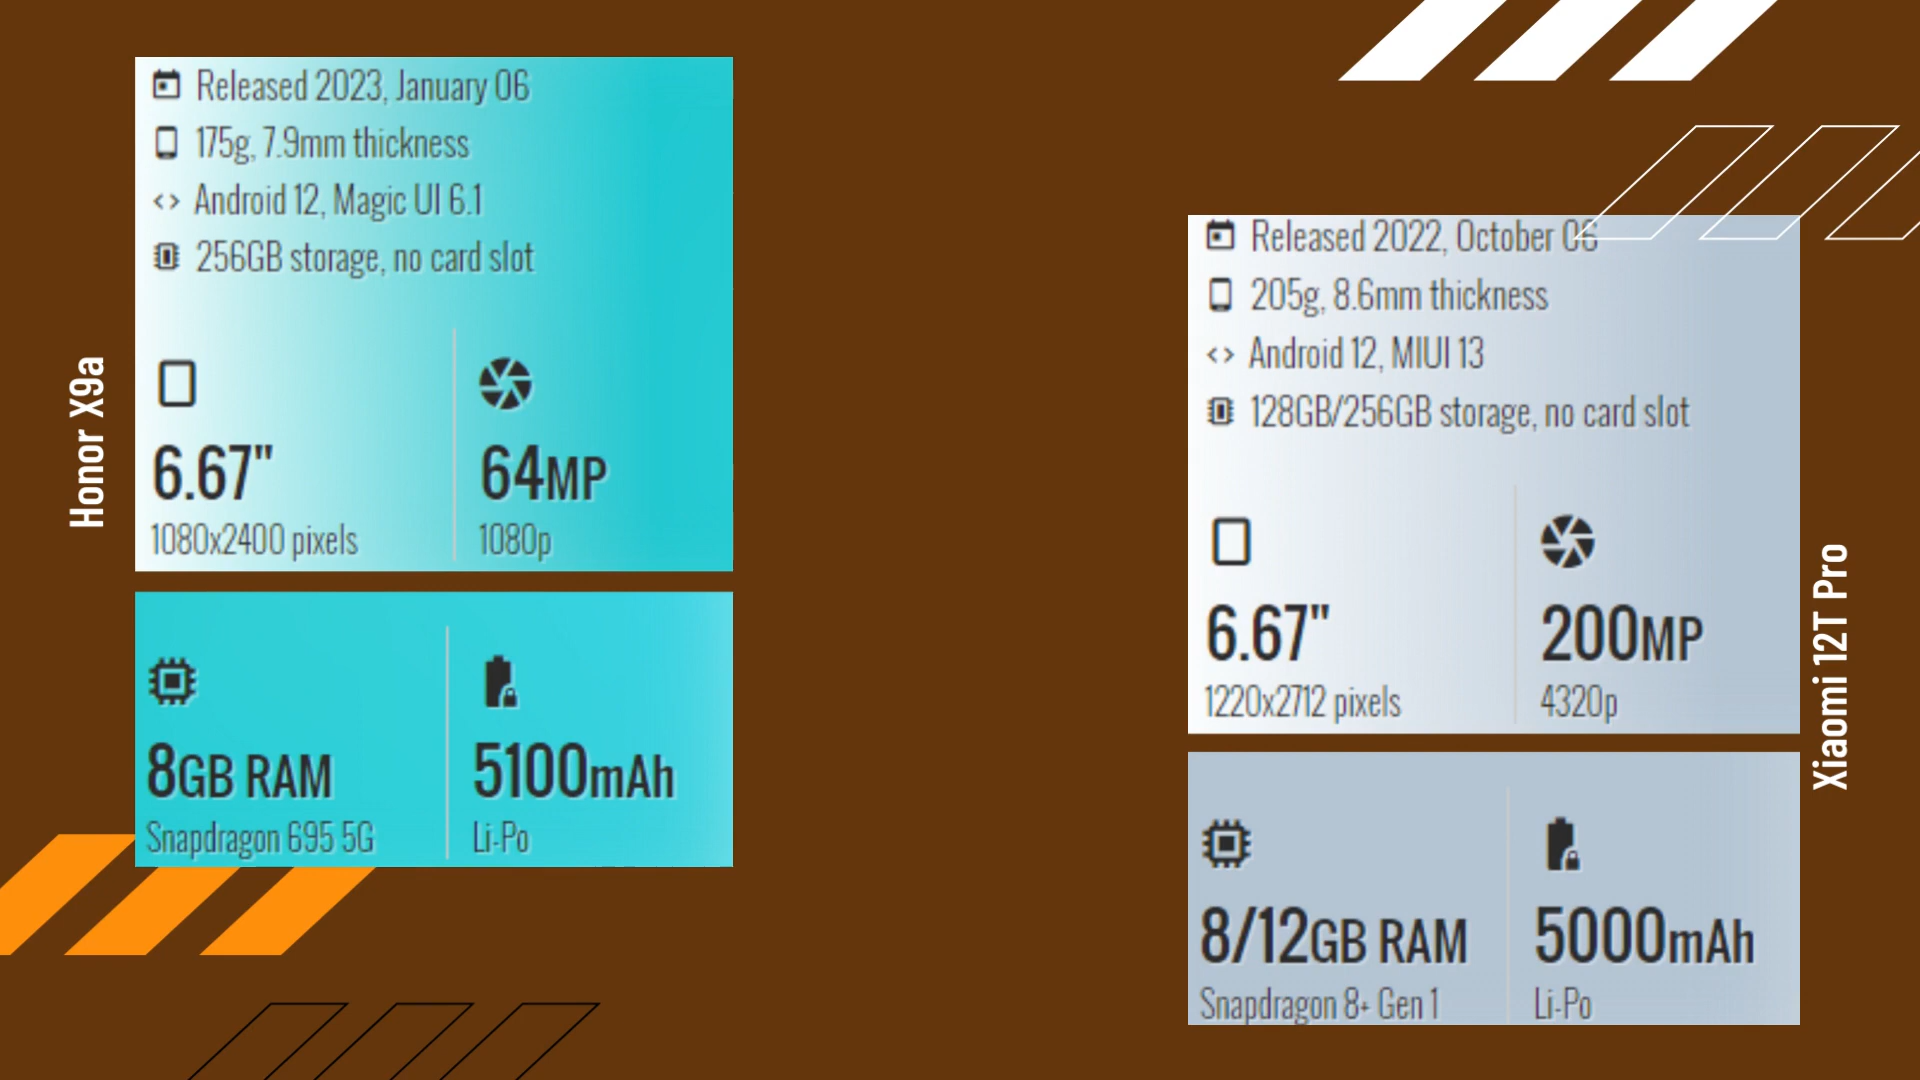 Honor X9a
Released 2023, January 06
175g, 7.9mm thickness
Android 12, Magic UI 6.1
256GB storage, no card slot
6.67"
1080x2400 pixels
64MP
1080p
8GB RAM
Snapdragon 695 5G
5100mAh
Li-Po
Xiaomi 12T Pro
Released 2022, October 06
205g, 8.6mm thickness
Android 12, MIUI 13
128GB/256GB storage, no card slot
6.67"
1220x2712 pixels
200MP
4320p
8/12GB RAM
Snapdragon 8+ Gen 1
5000mAh
Li-Po